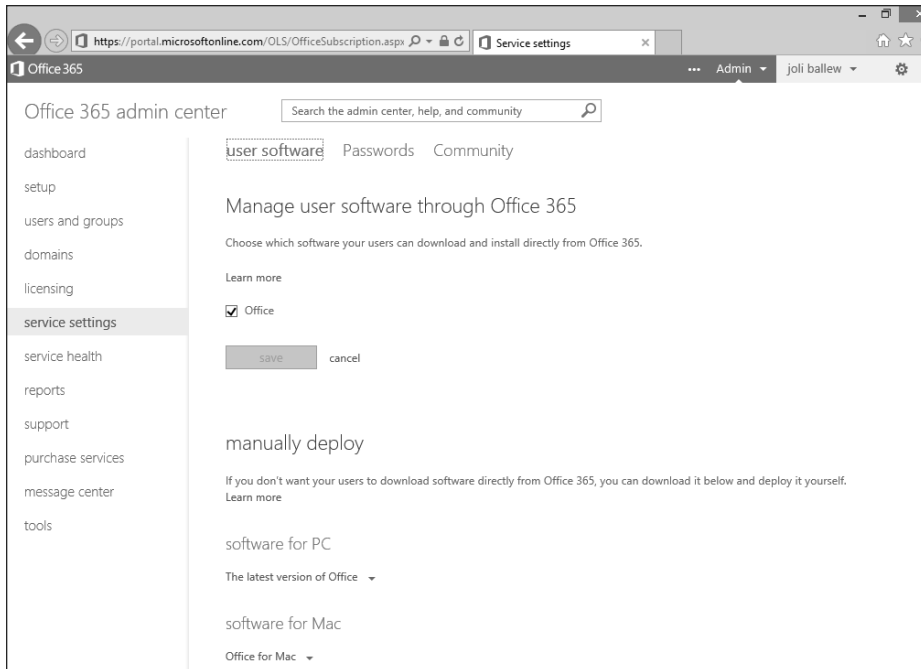 https://portal.microsoftonline.com/OLS/OfficeSubscription.aspx
Service settings
Office 365
... Admin joli ballew
Office 365 admin center
Search the admin center, help, and community
dashboard
setup
users and groups
domains
licensing
service settings
service health
reports
support
purchase services
message center
tools
user software Passwords Community
Manage user software through Office 365
Choose which software your users can download and install directly from Office 365.
Learn more
Office
save cancel
manually deploy
If you don't want your users to download software directly from Office 365, you can download it below and deploy it yourself.
Learn more
software for PC
The latest version of Office
software for Mac
Office for Mac